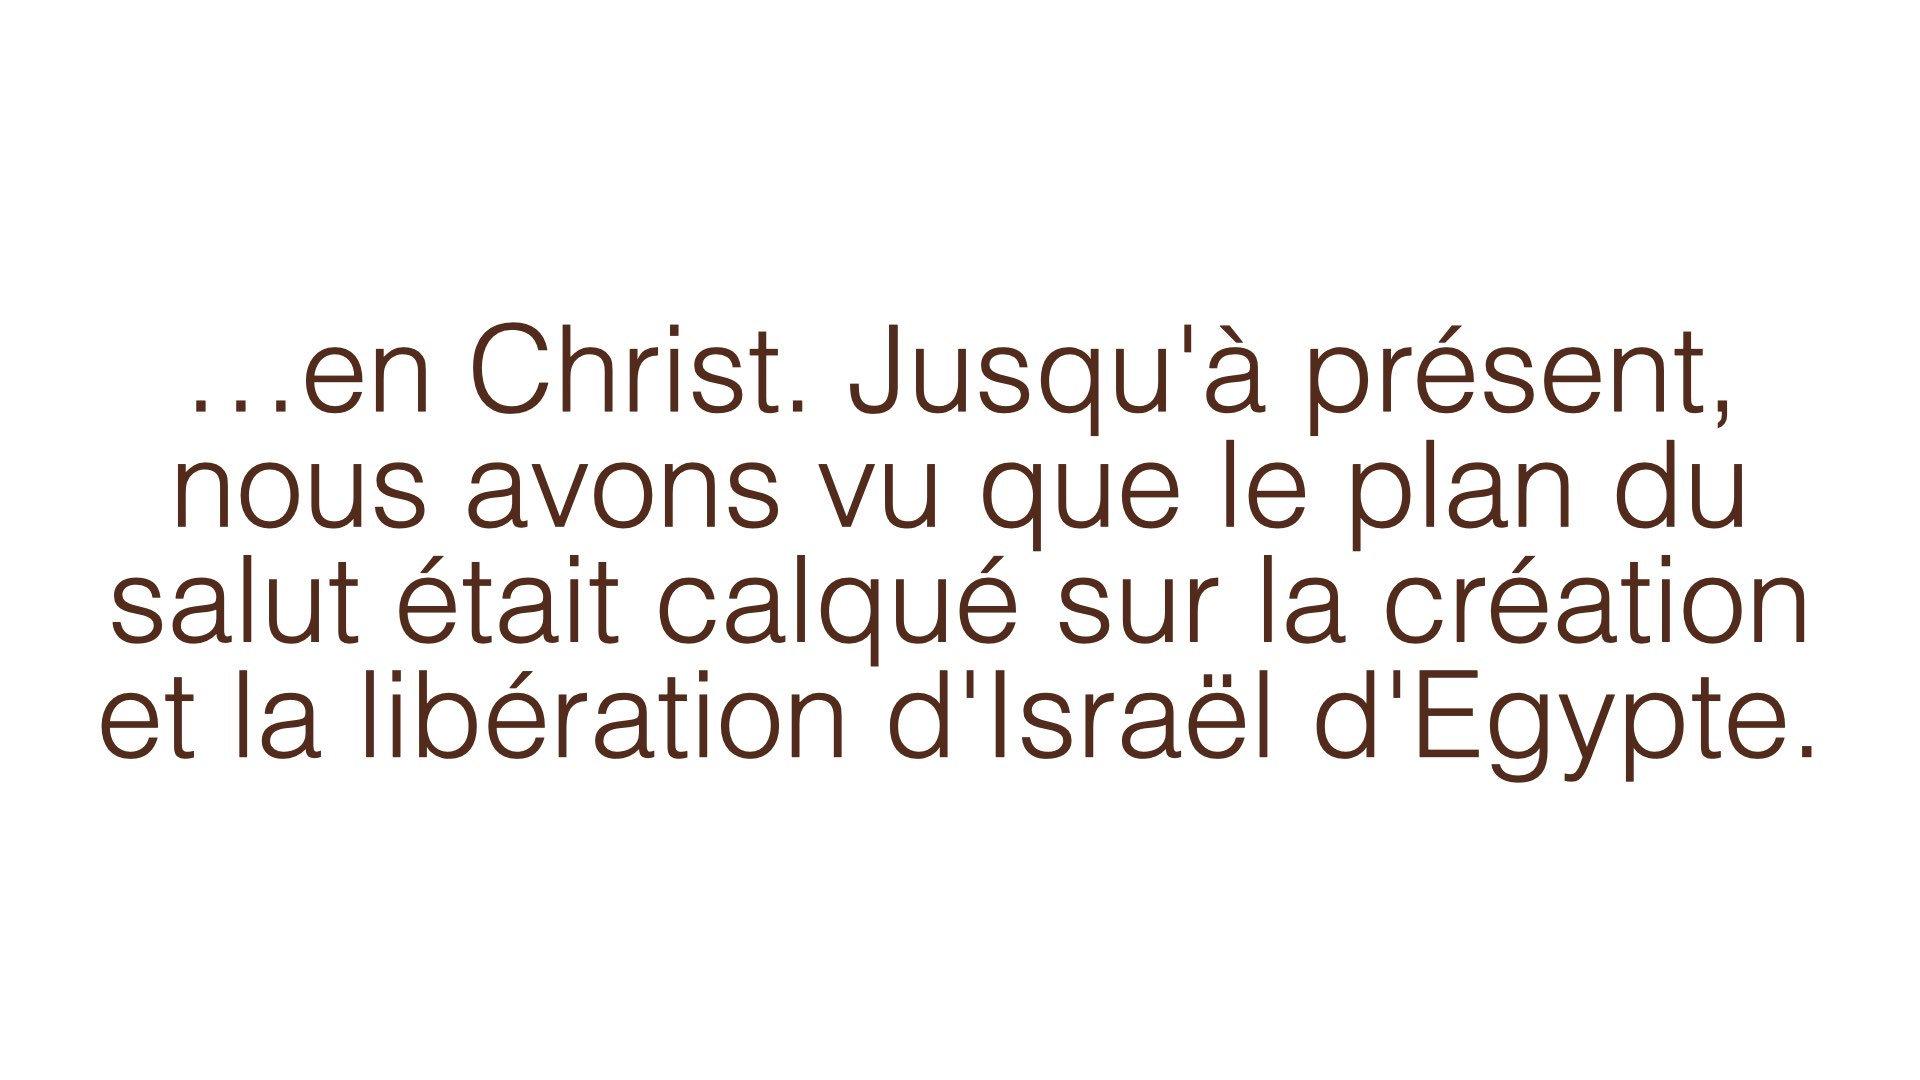 …en Christ. Jusqu'à présent,
nous avons vu que le plan du
salut était calqué sur la création
et la libération d'Israël d'Egypte.